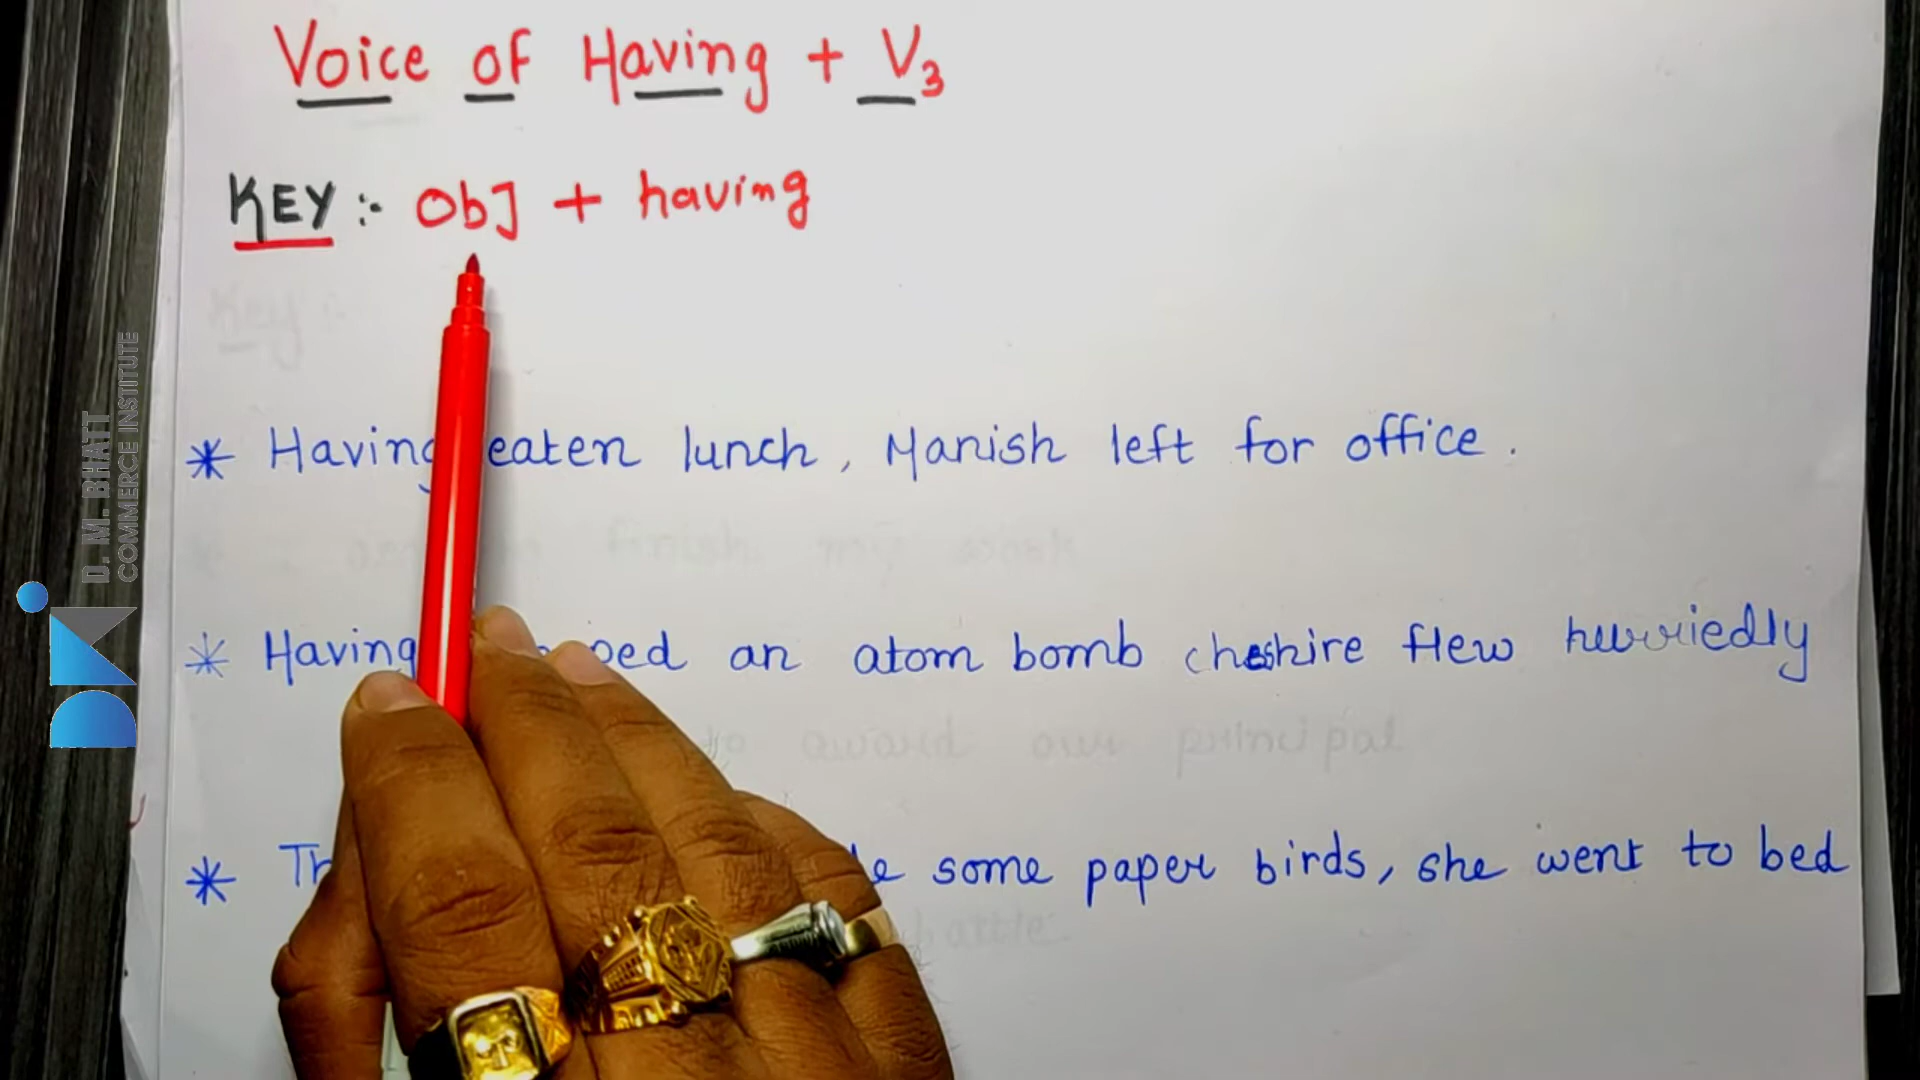 Voice of Having + V3
KEY :- Obj + having
* Having eaten lunch, Manish left for office.
* Having an atom bomb cheshire flew hurriedly
* some paper birds, she went to bed
D. M. BHATT
COMMERCE INSTITUTE